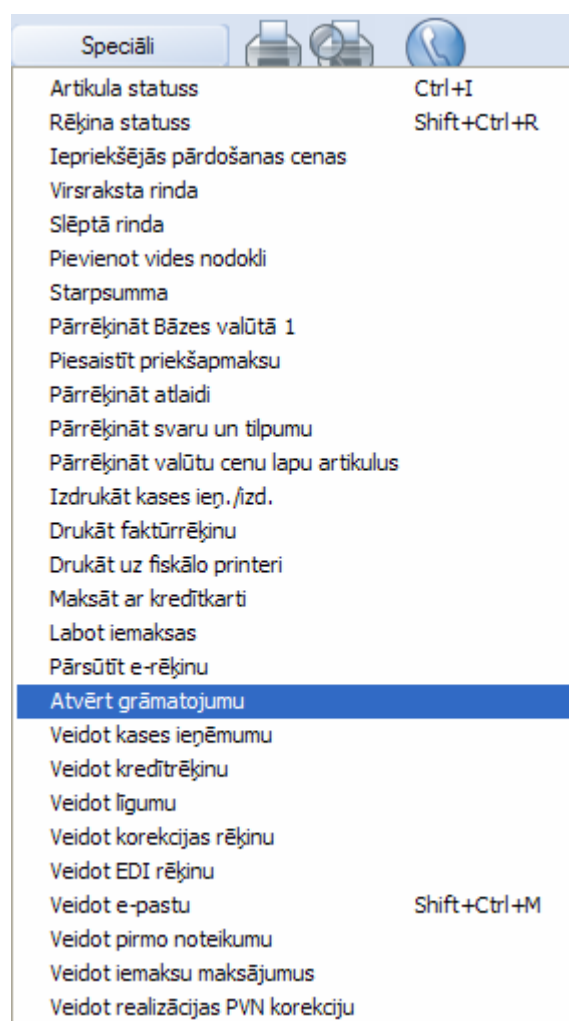 Speciāli
Artikula statuss Ctrl+I
Rēķina statuss Shift+Ctrl+R
Iepriekšējās pārdošanas cenas
Virsraksta rinda
Slēptā rinda
Pievienot vides nodokli
Starpsumma
Pārrēķināt Bāzes valūtā 1
Piesaistīt priekšapmaksu
Pārrēķināt atlaidi
Pārrēķināt svaru un tilpumu
Pārrēķināt valūtu cenu lapu artikulus
Izdrukāt kases ieņ./izd.
Drukāt faktūrrēķinu
Drukāt uz fiskālo printeri
Maksāt ar kredītkarti
Labot iemaksas
Pārsūtīt e-rēķinu
Atvērt grāmatojumu
Veidot kases ieņēmumu
Veidot kredītrēķinu
Veidot līgumu
Veidot korekcijas rēķinu
Veidot EDI rēķinu
Veidot e-pastu Shift+Ctrl+M
Veidot pirmo noteikumu
Veidot iemaksu maksājumus
Veidot realizācijas PVN korekciju